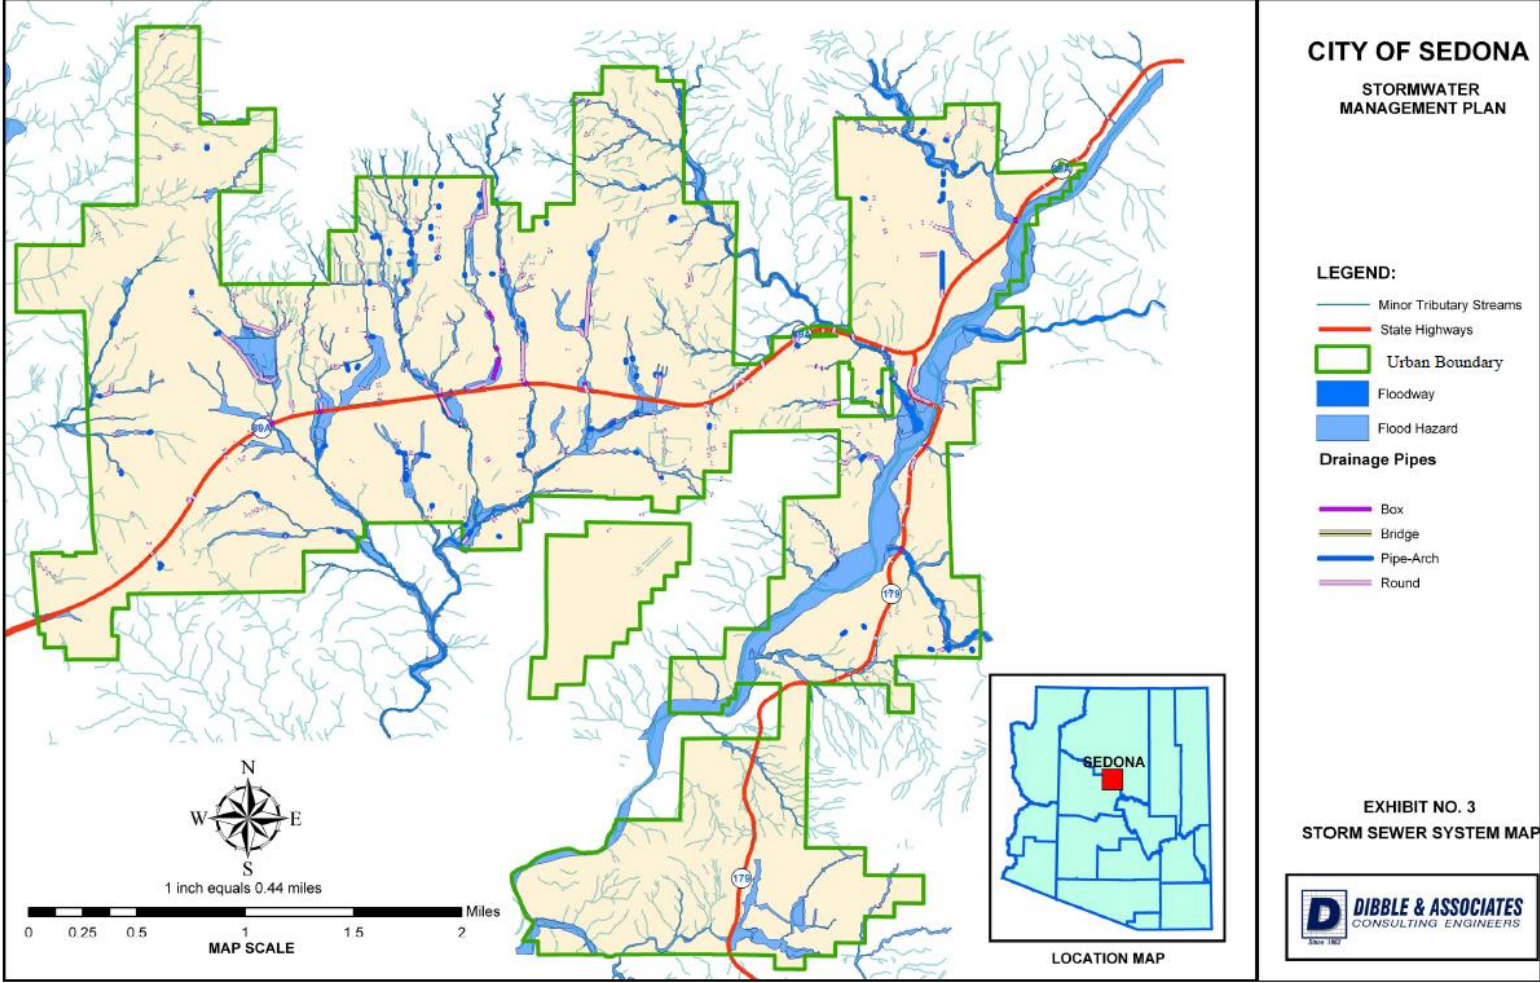 CITY OF SEDONA
STORMWATER
MANAGEMENT PLAN
LEGEND:
Minor Tributary Streams
State Highways
Urban Boundary
Floodway
Flood Hazard
Drainage Pipes
Box
Bridge
Pipe-Arch
Round
EXHIBIT NO. 3
STORM SEWER SYSTEM MAP
D
DIBBLE & ASSOCIATES
CONSULTING ENGINEERS
Since 1962
89A
89A
89A
179
179
N
W
E
S
1 inch equals 0.44 miles
Miles
0 0.25 0.5 1 1.5 2
MAP SCALE
SEDONA
LOCATION MAP